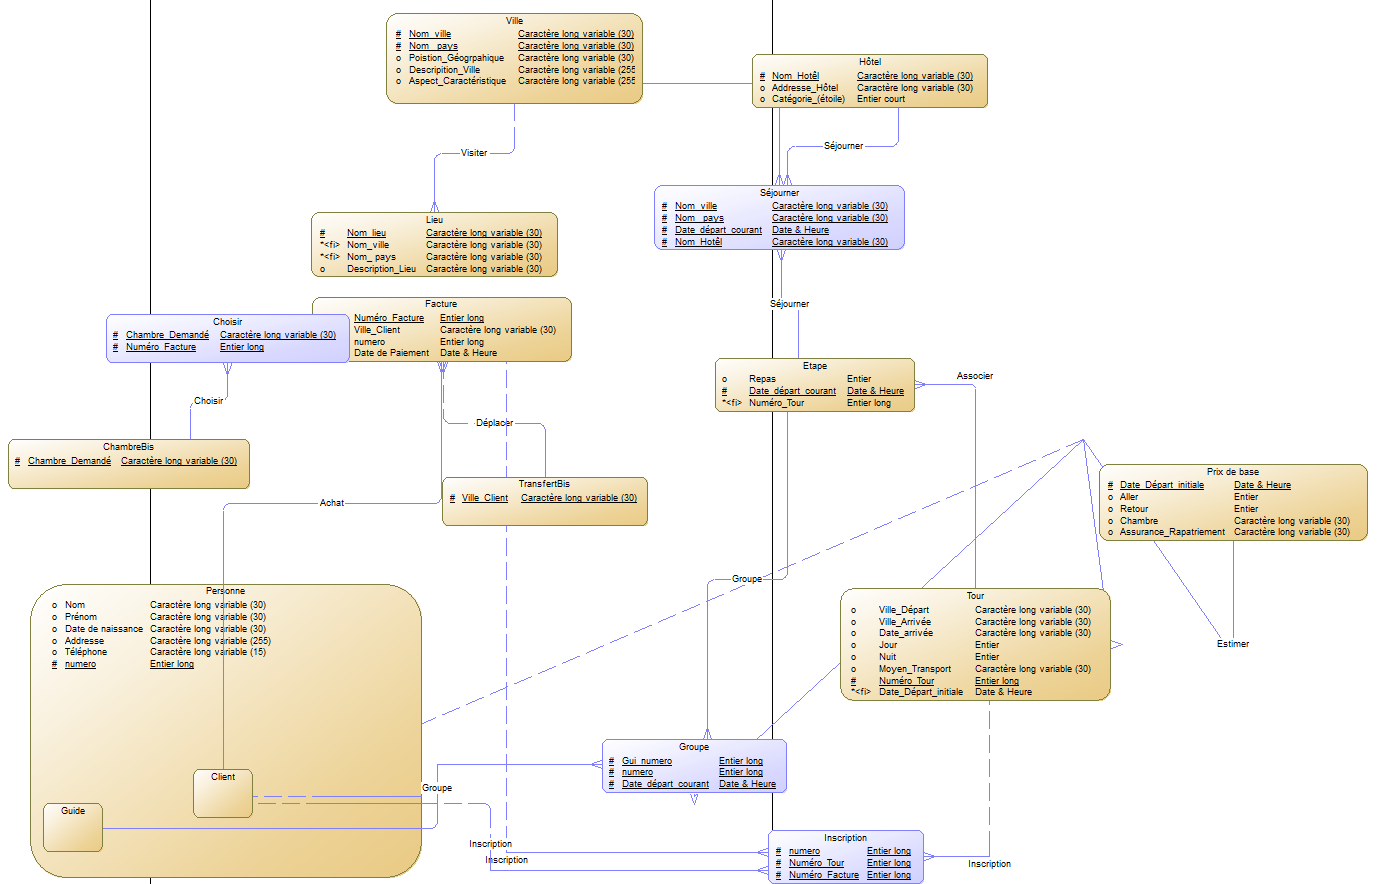 Ville
# Nom_ville Caractère long variable (30)
# Nom_ pays Caractère long variable (30)
o Poistion_Géogrpahique Caractère long variable (30)
o Descripition_Ville Caractère long variable (255
o Aspect_Caractéristique Caractère long variable (255
Hôtel
# Nom_Hotêl Caractère long variable (30)
o Addresse_Hôtel Caractère long variable (30)
o Catégorie_(étoile) Entier court
Visiter
Séjourner
Séjourner
# Nom_ville Caractère long variable (30)
# Nom_ pays Caractère long variable (30)
# Date_départ_courant Date & Heure
# Nom_Hotêl Caractère long variable (30)
Lieu
# Nom_lieu Caractère long variable (30)
*<fi> Nom_ville Caractère long variable (30)
*<fi> Nom_ pays Caractère long variable (30)
o Description_Lieu Caractère long variable (30)
Séjourner
Facture
Numéro_Facture Entier long
Ville_Client Caractère long variable (30)
numero Entier long
Date de Paiement Date & Heure
Choisir
# Chambre_Demandé Caractère long variable (30)
# Numéro_Facture Entier long
Etape
o Repas Entier
# Date_départ_courant Date & Heure
*<fi> Numéro_Tour Entier long
Associer
Choisir
Déplacer
ChambreBis
# Chambre_Demandé Caractère long variable (30)
TransfertBis
# Ville_Client Caractère long variable (30)
Achat
Prix de base
# Date_Départ_initiale Date & Heure
o Aller Entier
o Retour Entier
o Chambre Caractère long variable (30)
o Assurance_Rapatriement Caractère long variable (30)
Groupe
Personne
o Nom Caractère long variable (30)
o Prénom Caractère long variable (30)
o Date de naissance Caractère long variable (30)
o Addresse Caractère long variable (255)
o Téléphone Caractère long variable (15)
# numero Entier long
Tour
o Ville_Départ Caractère long variable (30)
o Ville_Arrivée Caractère long variable (30)
o Date_arrivée Caractère long variable (30)
o Jour Entier
o Nuit Entier
o Moyen_Transport Caractère long variable (30)
# Numéro_Tour Entier long
*<fi> Date_Départ_initiale Date & Heure
Estimer
Groupe
# Gui_numero Entier long
# numero Entier long
# Date_départ_courant Date & Heure
Client
Guide
Groupe
Inscription
Inscription
Inscription
# numero Entier long
# Numéro_Tour Entier long
# Numéro_Facture Entier long
Inscription